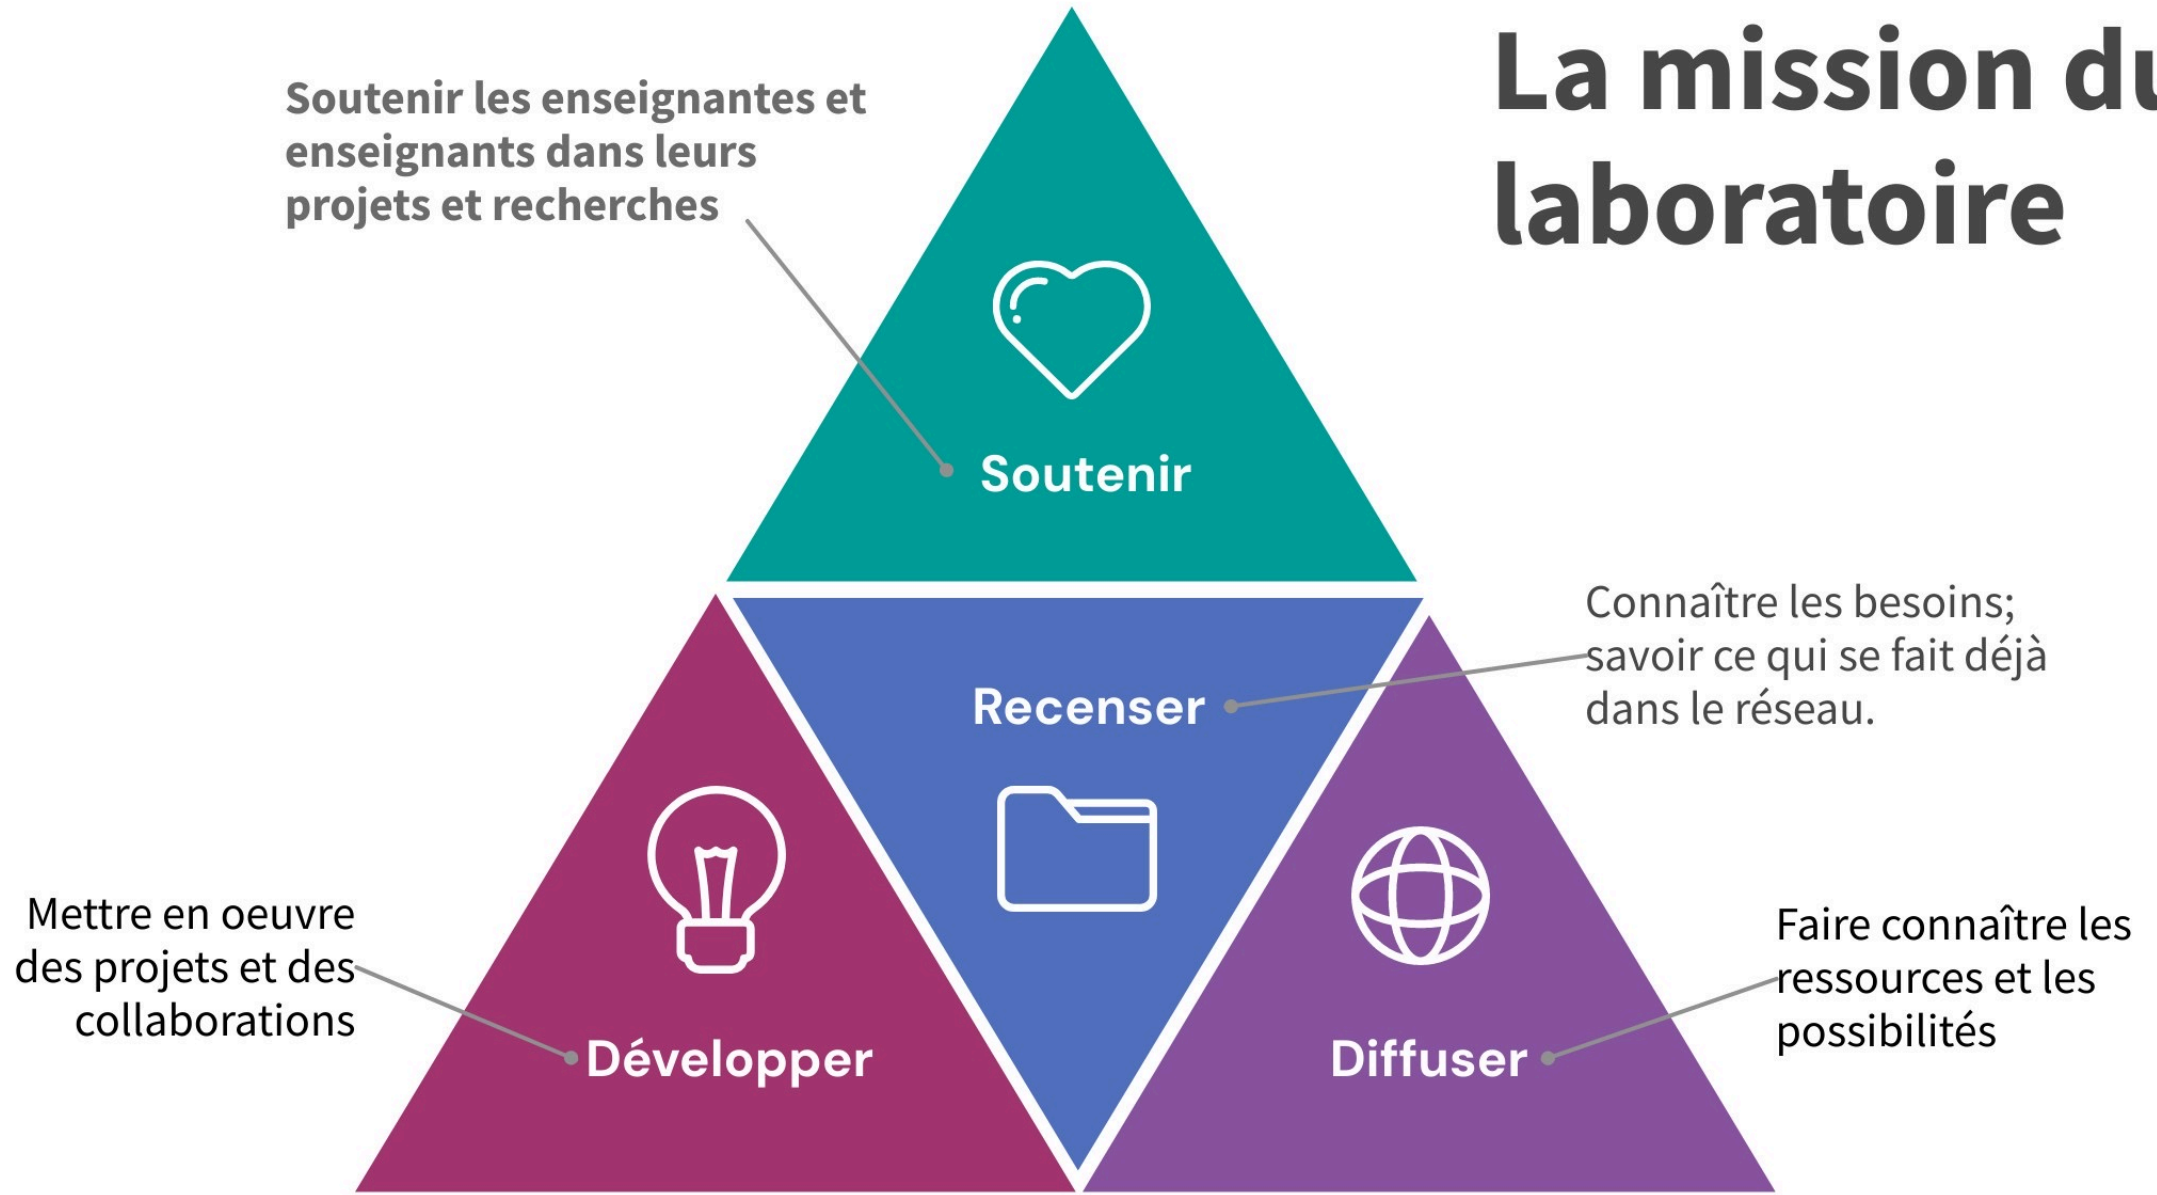 La mission du
laboratoire
Soutenir les enseignantes et
enseignants dans leurs
projets et recherches
Soutenir
Connaître les besoins;
savoir ce qui se fait déjà
dans le réseau.
Recenser
Mettre en oeuvre
des projets et des
collaborations
Développer
Diffuser
Faire connaître les
ressources et les
possibilités